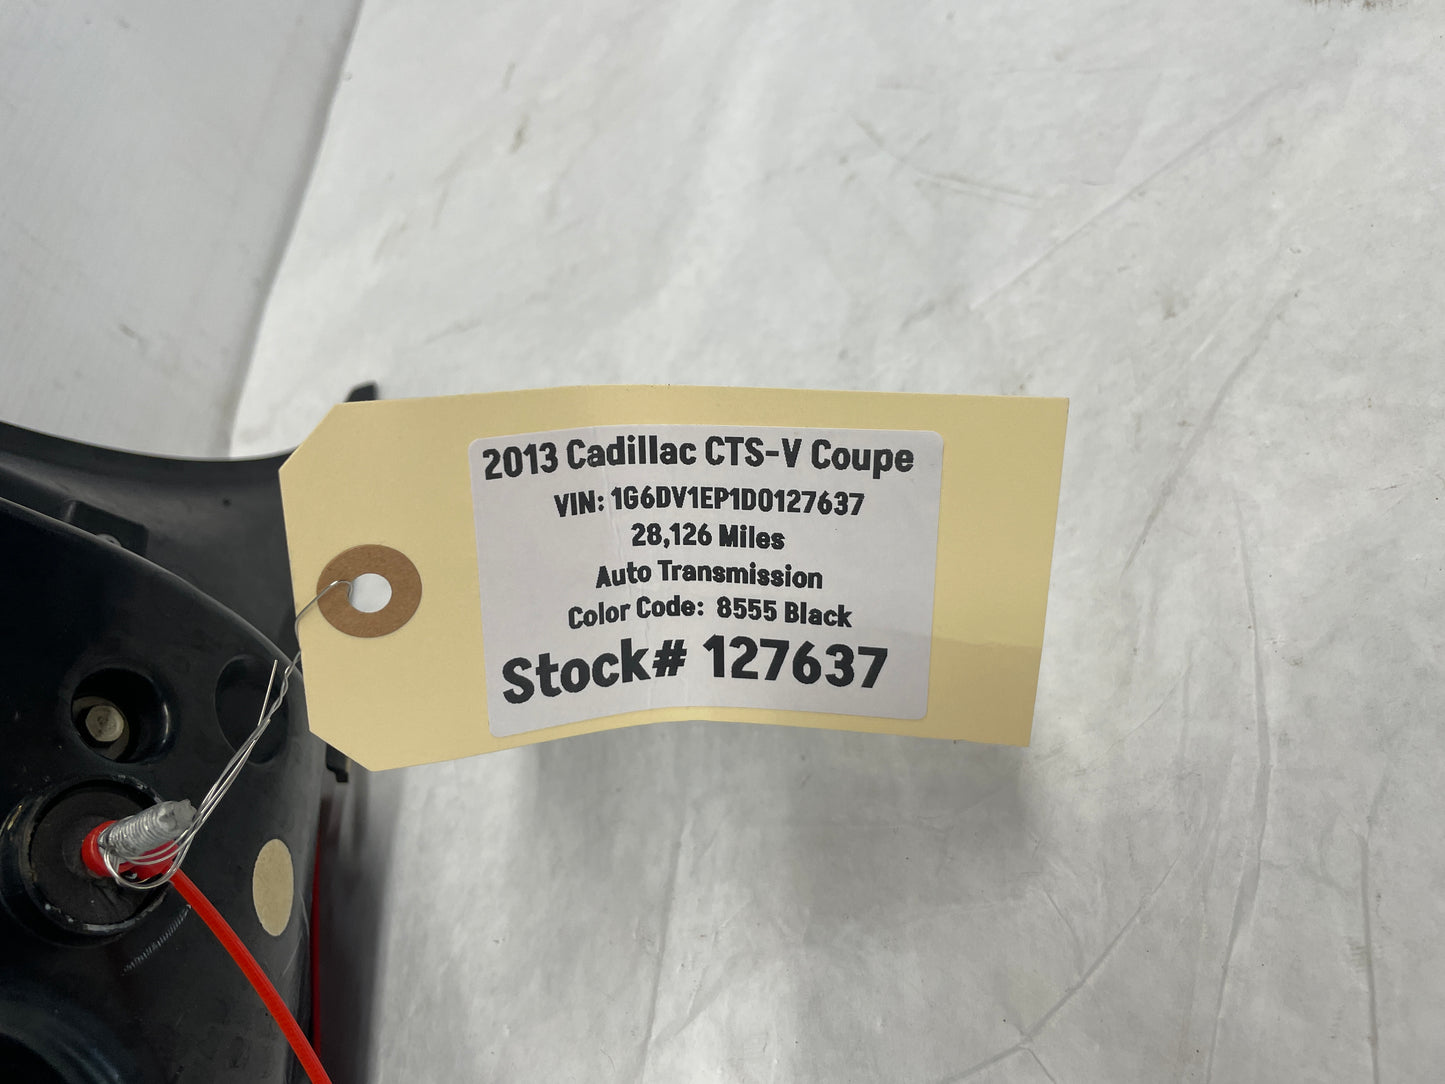 2013 Cadillac CTS-V Coupe
VIN: 1G6DV1EP1D0127637
28,126 Miles
Auto Transmission
Color Code: 8555 Black
Stock# 127637